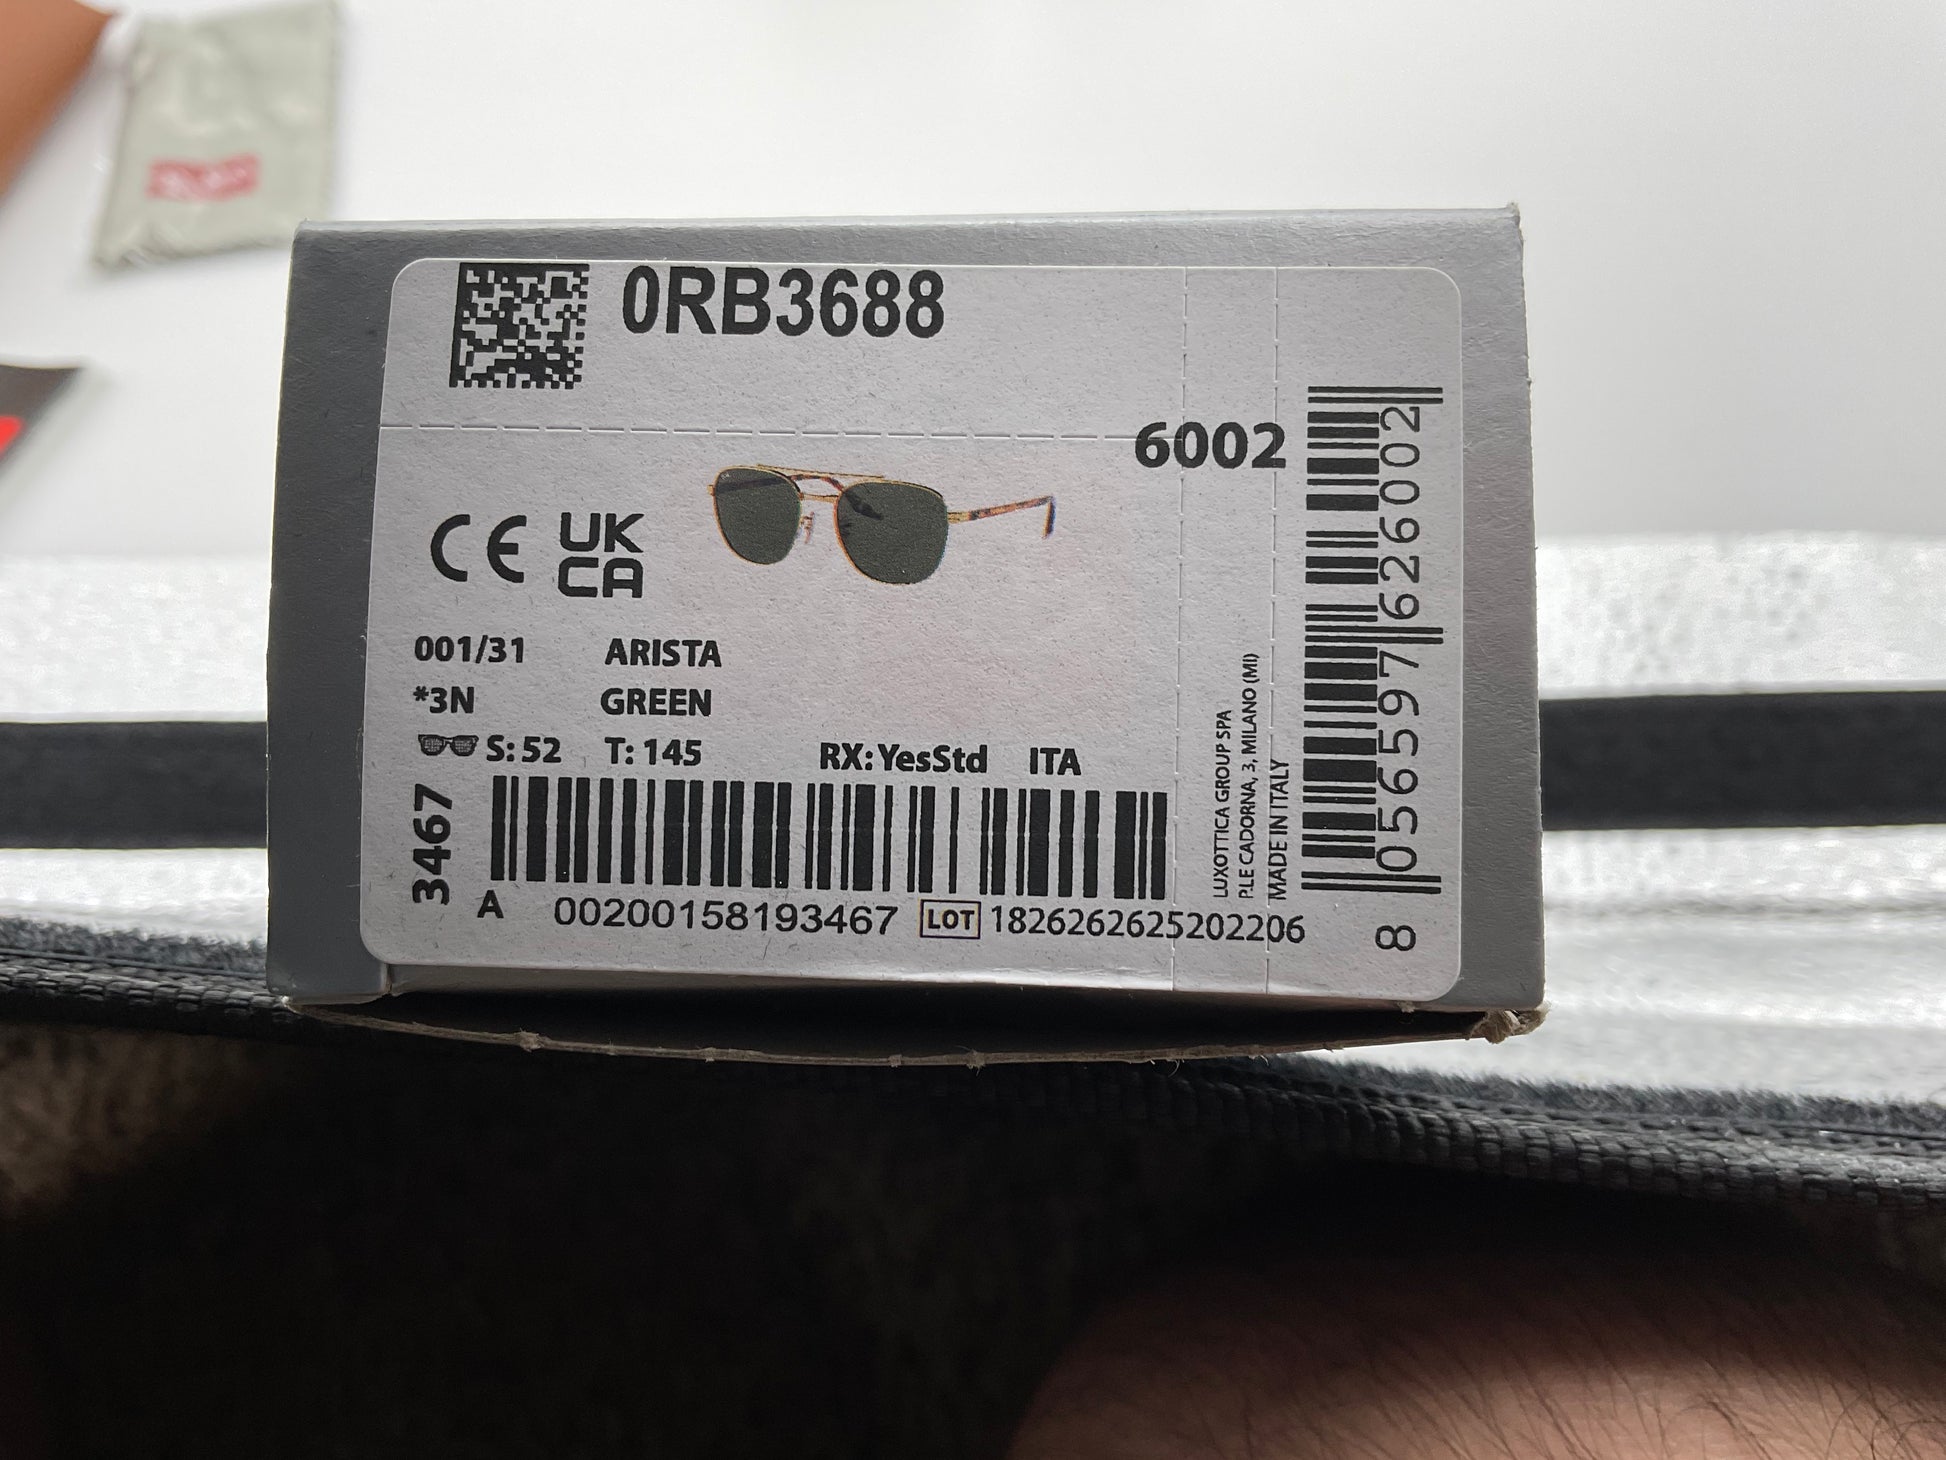 0RB3688
6002
CE
UK
CA
001/31 ARISTA
*3N GREEN
S: 52 T: 145 RX: YesStd ITA
3467
A 00200158193467 LOT 1826262625202206
LUXOTTICA GROUP SPA
P.LE CADORNA, 3, MILANO (MI)
MADE IN ITALY
8 056597 626002